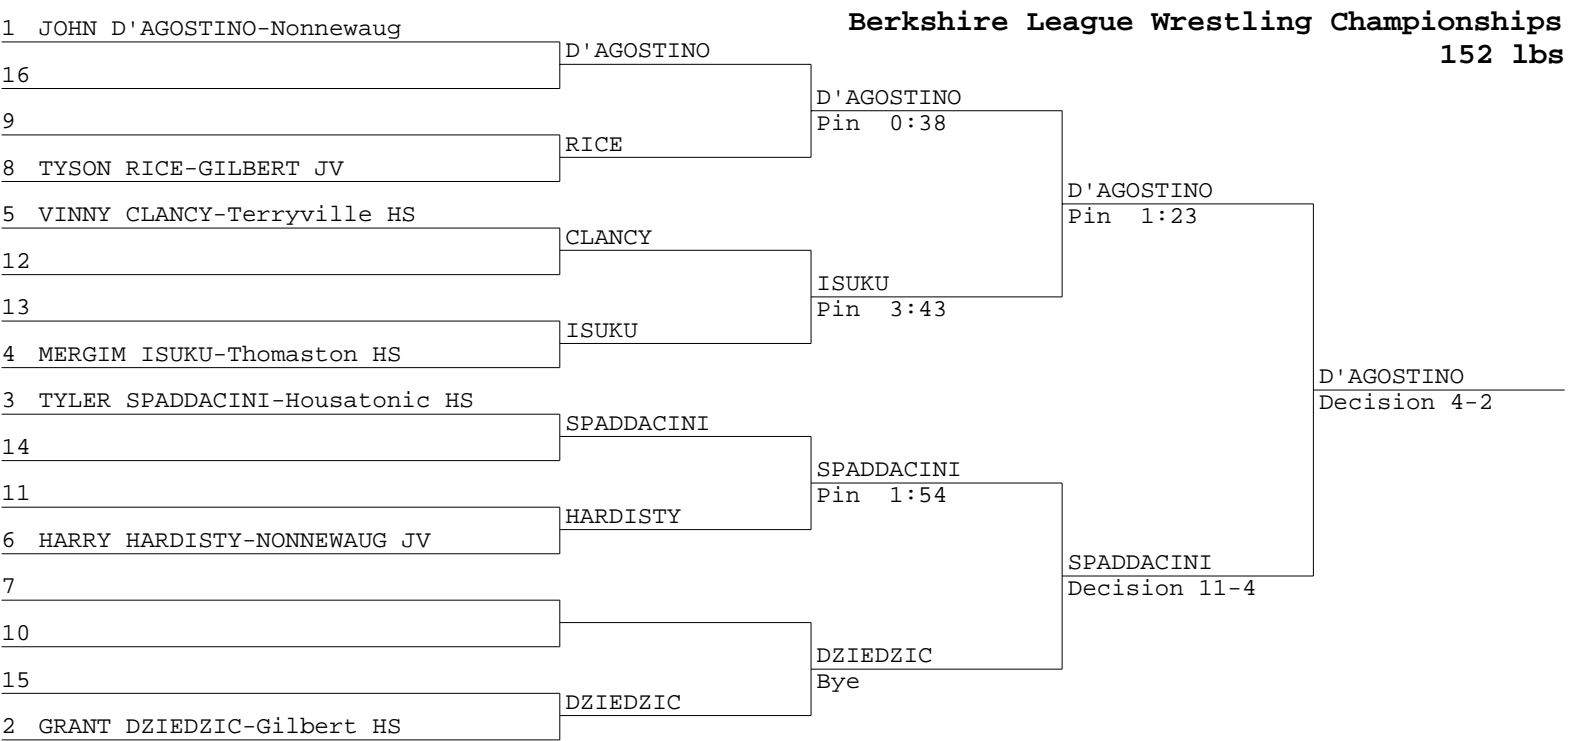 Berkshire League Wrestling Championships
152 lbs
1 JOHN D'AGOSTINO-Nonnewaug
16
9
8 TYSON RICE-GILBERT JV
5 VINNY CLANCY-Terryville HS
12
13
4 MERGIM ISUKU-Thomaston HS
3 TYLER SPADDACINI-Housatonic HS
14
11
6 HARRY HARDISTY-NONNEWAUG JV
7
10
15
2 GRANT DZIEDZIC-Gilbert HS
D'AGOSTINO
RICE
CLANCY
ISUKU
SPADDACINI
HARDISTY
DZIEDZIC
D'AGOSTINO
Pin 0:38
ISUKU
Pin 3:43
SPADDACINI
Pin 1:54
DZIEDZIC
Bye
D'AGOSTINO
Pin 1:23
SPADDACINI
Decision 11-4
D'AGOSTINO
Decision 4-2